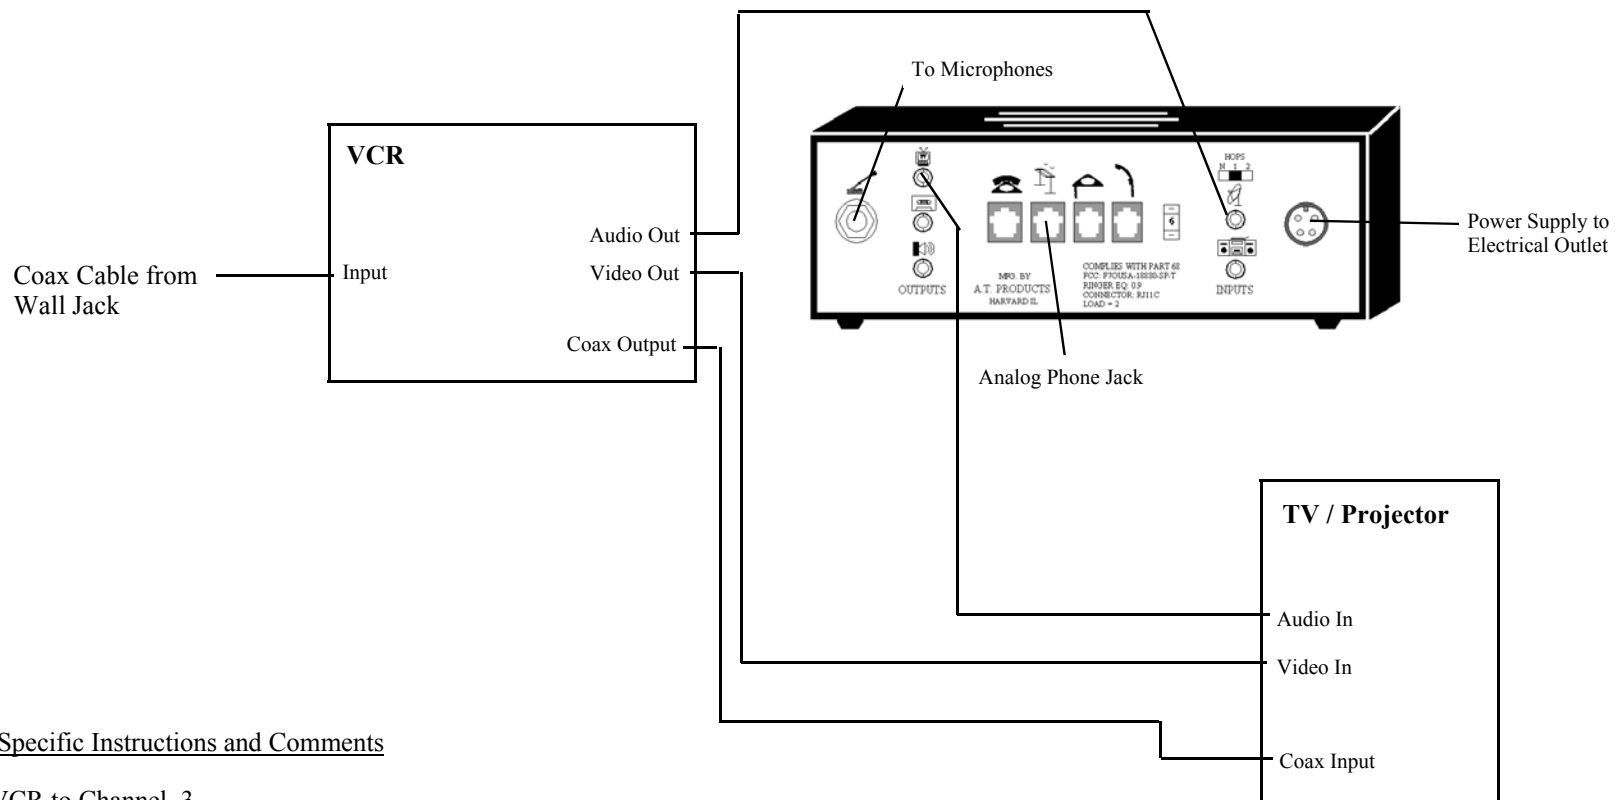 To Microphones
VCR
Audio Out
Input
Video Out
Coax Output
Coax Cable from
Wall Jack
HOPS
N 1 2
6
OUTPUTS
MFG. BY
A.T. PRODUCTS
HARVARD IL
COMPLIES WITH PART 68
RINGER EQ: 0.9
CONNECTOR: RJ11C
LOAD = 2
INPUTS
Power Supply to
Electrical Outlet
Analog Phone Jack
TV / Projector
Audio In
Video In
Coax Input
Specific Instructions and Comments
VCR to Channel 3